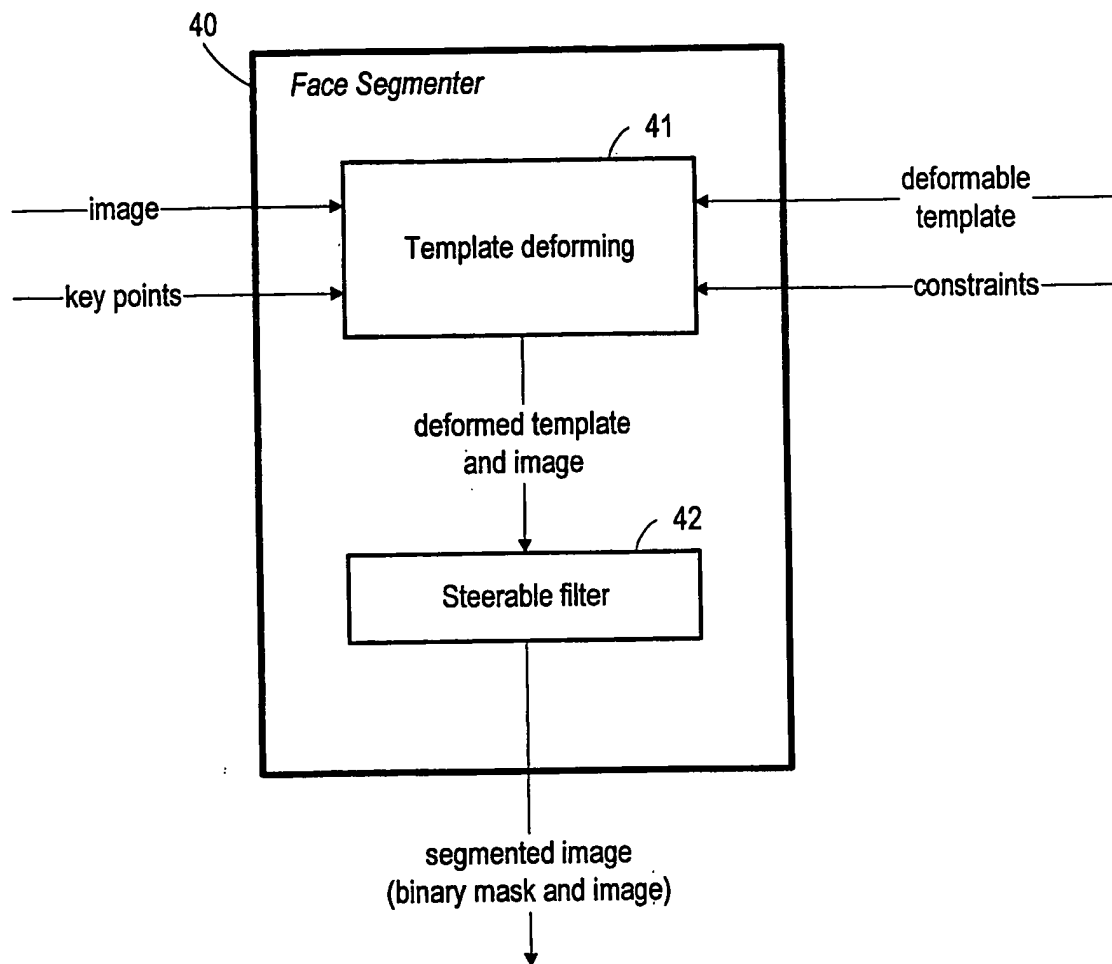 40
Face Segmenter
41
image
key points
Template deforming
deformable
template
constraints
deformed template
and image
42
Steerable filter
segmented image
(binary mask and image)